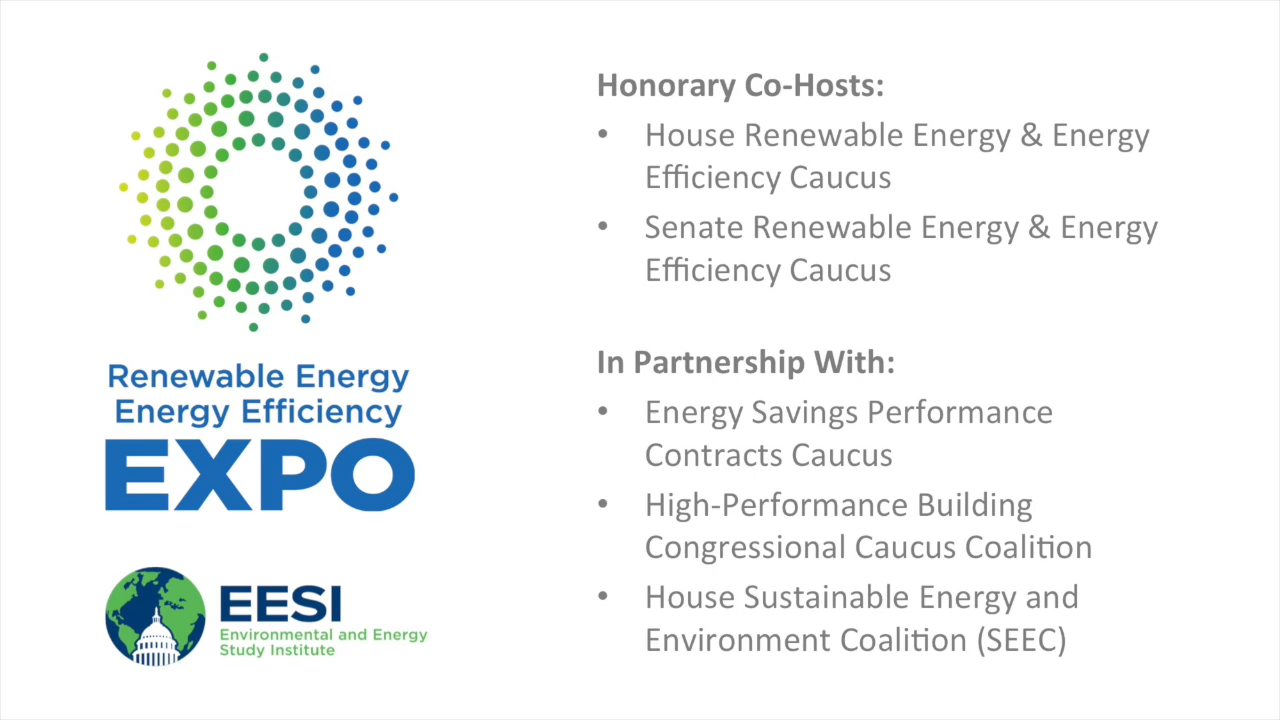 Renewable Energy
Energy Efficiency
EXPO
EESI
Environmental and Energy
Study Institute
Honorary Co-Hosts:
• House Renewable Energy & Energy
Efficiency Caucus
• Senate Renewable Energy & Energy
Efficiency Caucus
In Partnership With:
• Energy Savings Performance
Contracts Caucus
• High-Performance Building
Congressional Caucus Coalition
• House Sustainable Energy and
Environment Coalition (SEEC)